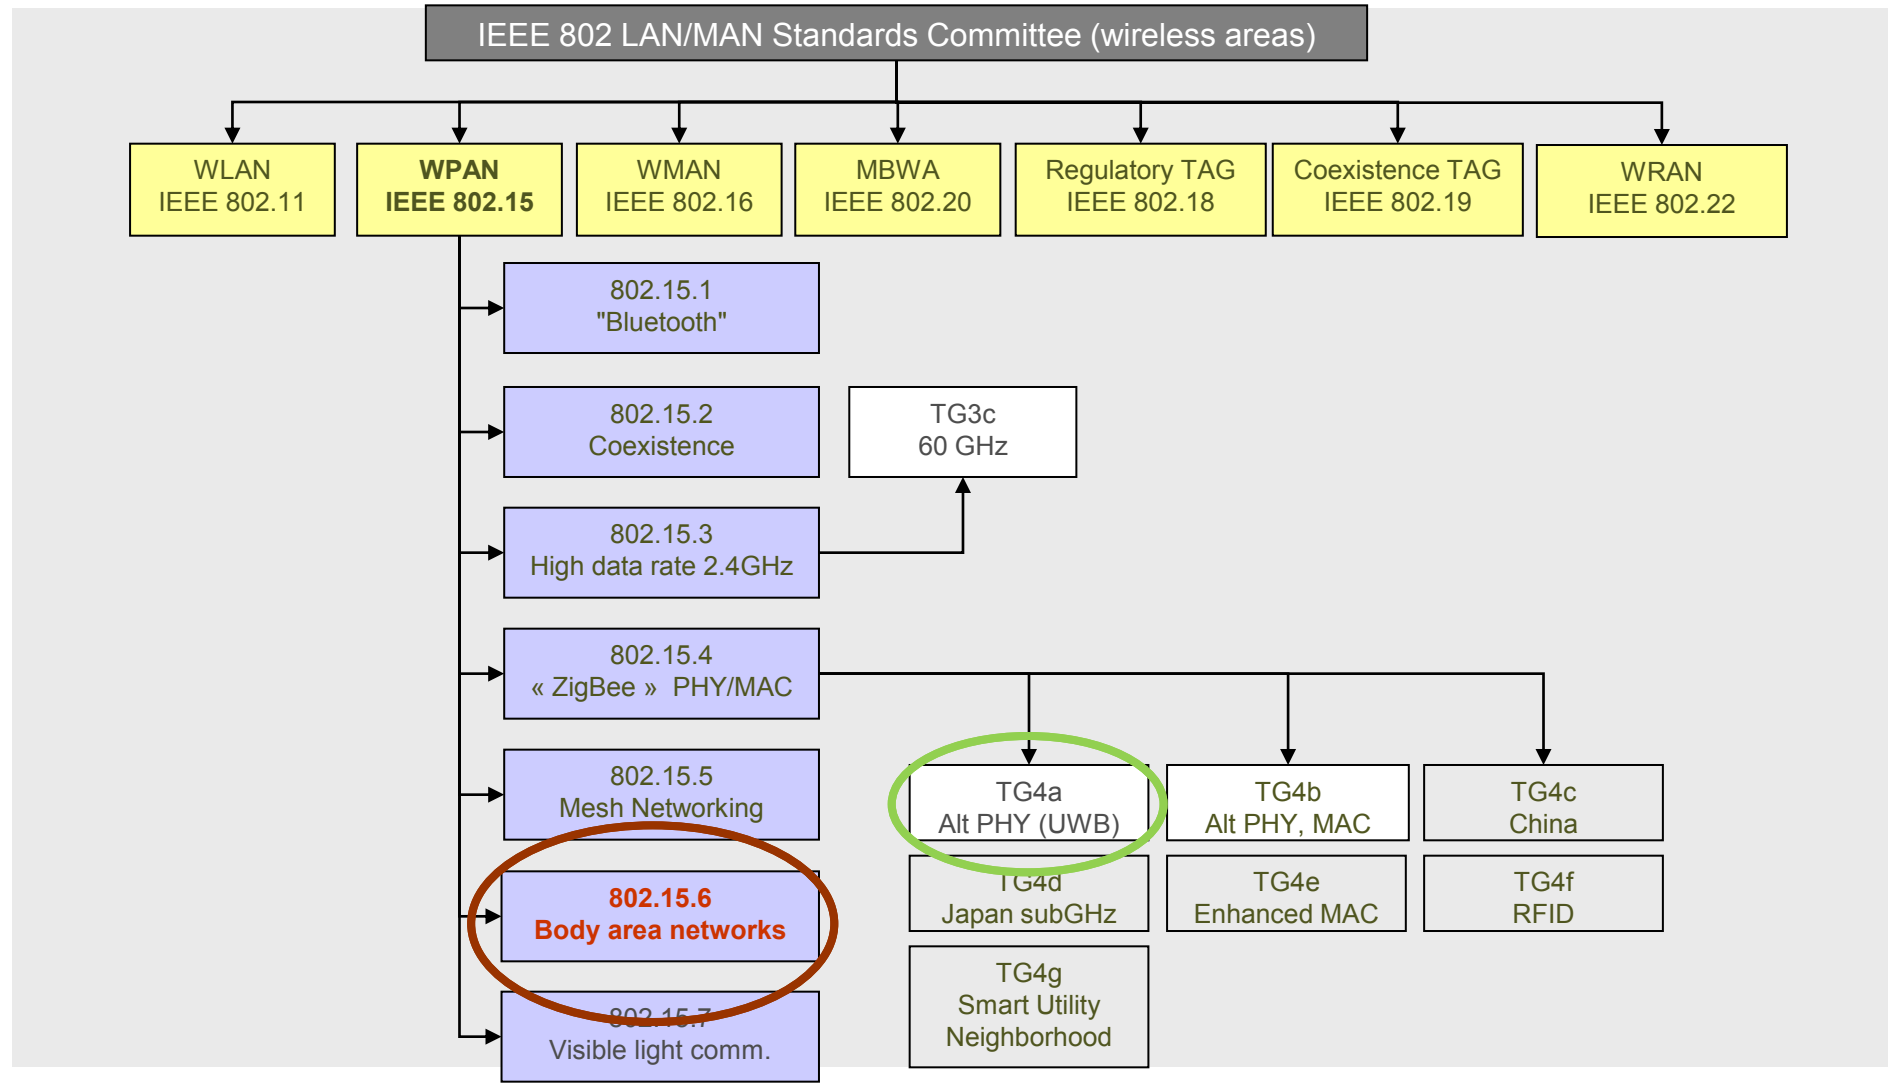 IEEE 802 LAN/MAN Standards Committee (wireless areas)
WLAN
IEEE 802.11
WPAN
IEEE 802.15
WMAN
IEEE 802.16
MBWA
IEEE 802.20
Regulatory TAG
IEEE 802.18
Coexistence TAG
IEEE 802.19
WRAN
IEEE 802.22
802.15.1
"Bluetooth"
802.15.2
Coexistence
TG3c
60 GHz
802.15.3
High data rate 2.4GHz
802.15.4
« ZigBee »  PHY/MAC
802.15.5
Mesh Networking
TG4a
Alt PHY (UWB)
TG4b
Alt PHY, MAC
TG4c
China
802.15.6
Body area networks
TG4d
Japan subGHz
TG4e
Enhanced MAC
TG4f
RFID
TG4g
Smart Utility
Neighborhood
802.15.7
Visible light comm.